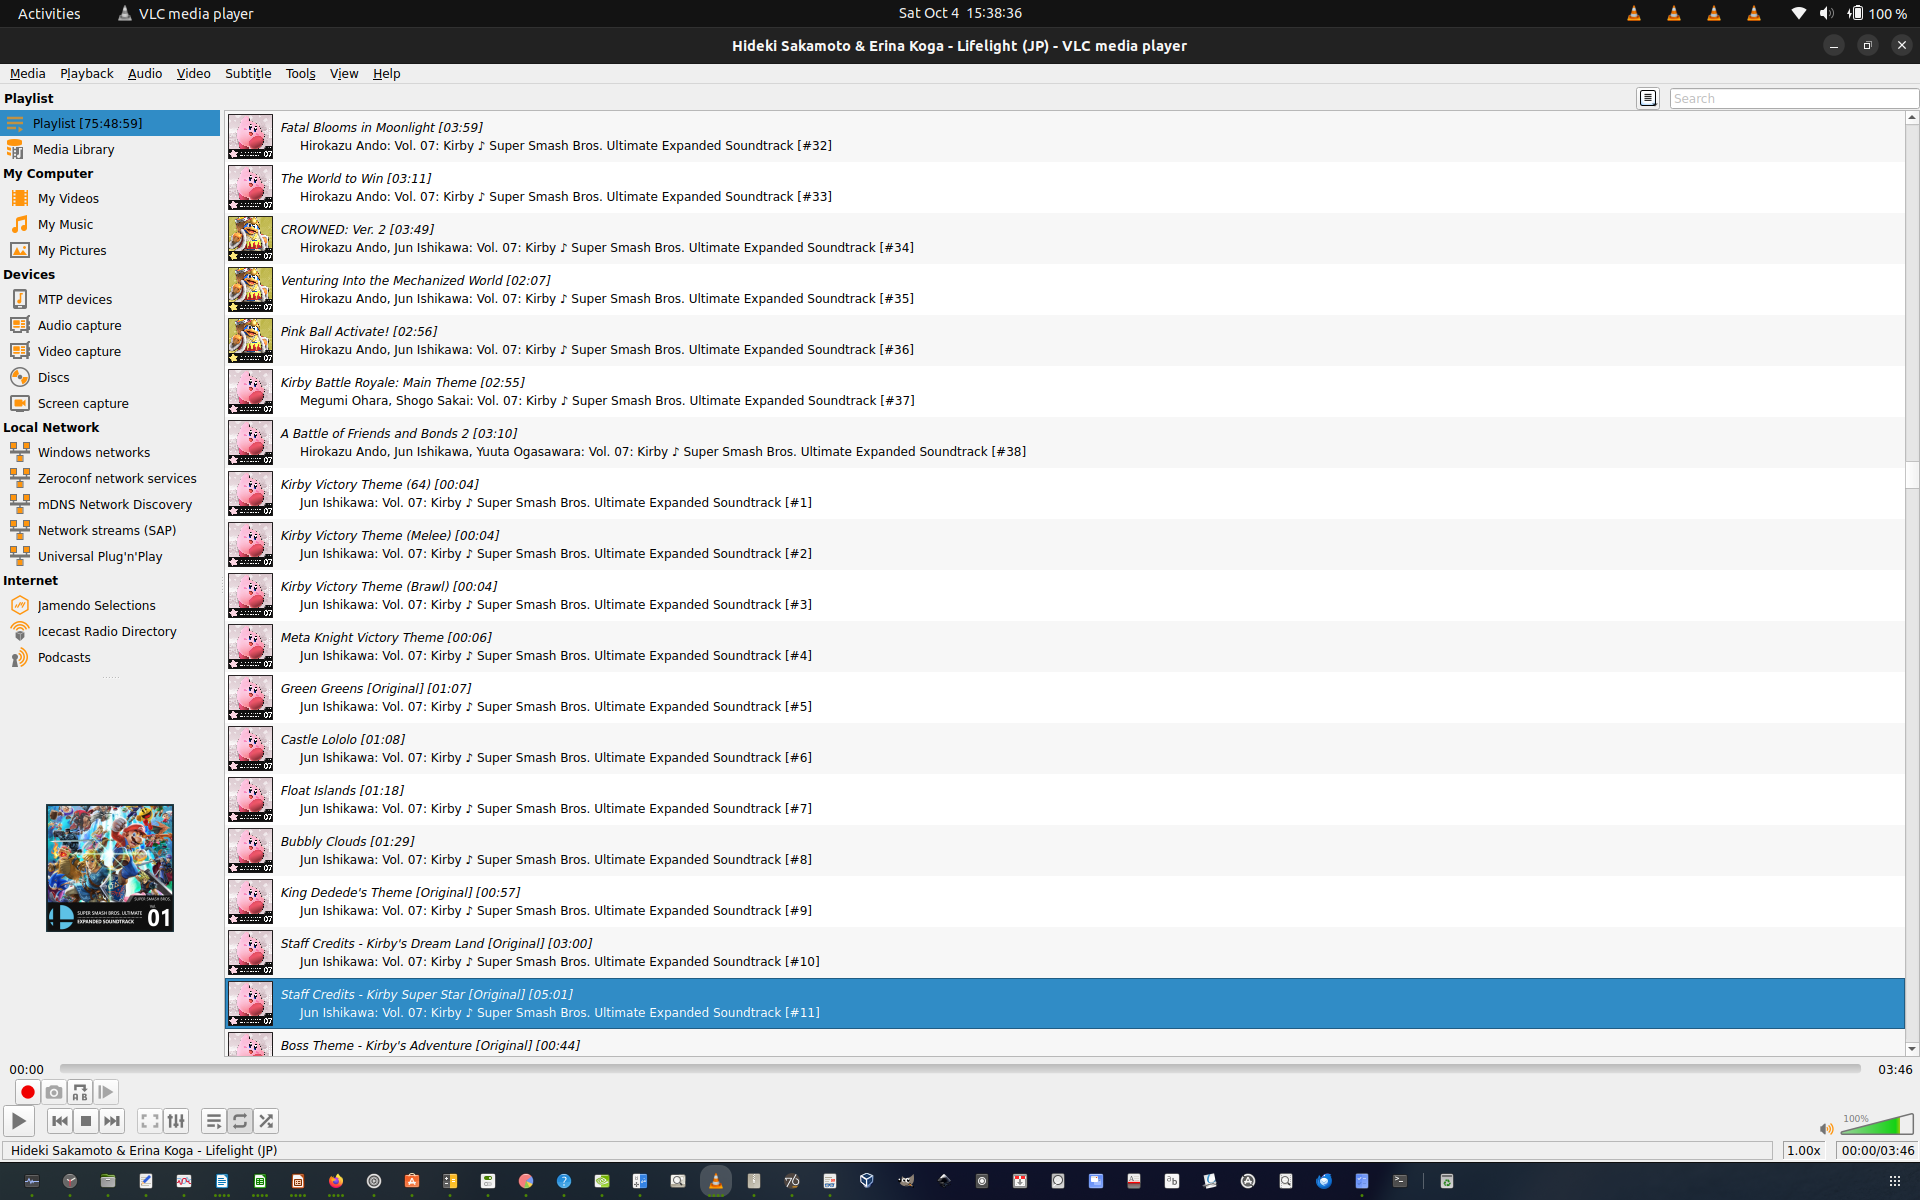 Activities
VLC media player
Sat Oct 4 15:38:36
100 %
Hideki Sakamoto & Erina Koga - Lifelight (JP) - VLC media player
Media Playback Audio Video Subtitle Tools View Help
Playlist
Search
Playlist [75:48:59]
Media Library
My Computer
My Videos
My Music
My Pictures
Devices
MTP devices
Audio capture
Video capture
Discs
Screen capture
Local Network
Windows networks
Zeroconf network services
mDNS Network Discovery
Network streams (SAP)
Universal Plug'n'Play
Internet
Jamendo Selections
Icecast Radio Directory
Podcasts
Fatal Blooms in Moonlight [03:59]
Hirokazu Ando: Vol. 07: Kirby ♪ Super Smash Bros. Ultimate Expanded Soundtrack [#32]
The World to Win [03:11]
Hirokazu Ando: Vol. 07: Kirby ♪ Super Smash Bros. Ultimate Expanded Soundtrack [#33]
CROWNED: Ver. 2 [03:49]
Hirokazu Ando, Jun Ishikawa: Vol. 07: Kirby ♪ Super Smash Bros. Ultimate Expanded Soundtrack [#34]
Venturing Into the Mechanized World [02:07]
Hirokazu Ando, Jun Ishikawa: Vol. 07: Kirby ♪ Super Smash Bros. Ultimate Expanded Soundtrack [#35]
Pink Ball Activate! [02:56]
Hirokazu Ando, Jun Ishikawa: Vol. 07: Kirby ♪ Super Smash Bros. Ultimate Expanded Soundtrack [#36]
Kirby Battle Royale: Main Theme [02:55]
Megumi Ohara, Shogo Sakai: Vol. 07: Kirby ♪ Super Smash Bros. Ultimate Expanded Soundtrack [#37]
A Battle of Friends and Bonds 2 [03:10]
Hirokazu Ando, Jun Ishikawa, Yuuta Ogasawara: Vol. 07: Kirby ♪ Super Smash Bros. Ultimate Expanded Soundtrack [#38]
Kirby Victory Theme (64) [00:04]
Jun Ishikawa: Vol. 07: Kirby ♪ Super Smash Bros. Ultimate Expanded Soundtrack [#1]
Kirby Victory Theme (Melee) [00:04]
Jun Ishikawa: Vol. 07: Kirby ♪ Super Smash Bros. Ultimate Expanded Soundtrack [#2]
Kirby Victory Theme (Brawl) [00:04]
Jun Ishikawa: Vol. 07: Kirby ♪ Super Smash Bros. Ultimate Expanded Soundtrack [#3]
Meta Knight Victory Theme [00:06]
Jun Ishikawa: Vol. 07: Kirby ♪ Super Smash Bros. Ultimate Expanded Soundtrack [#4]
Green Greens [Original] [01:07]
Jun Ishikawa: Vol. 07: Kirby ♪ Super Smash Bros. Ultimate Expanded Soundtrack [#5]
Castle Lololo [01:08]
Jun Ishikawa: Vol. 07: Kirby ♪ Super Smash Bros. Ultimate Expanded Soundtrack [#6]
Float Islands [01:18]
Jun Ishikawa: Vol. 07: Kirby ♪ Super Smash Bros. Ultimate Expanded Soundtrack [#7]
Bubbly Clouds [01:29]
Jun Ishikawa: Vol. 07: Kirby ♪ Super Smash Bros. Ultimate Expanded Soundtrack [#8]
King Dedede's Theme [Original] [00:57]
Jun Ishikawa: Vol. 07: Kirby ♪ Super Smash Bros. Ultimate Expanded Soundtrack [#9]
Staff Credits - Kirby's Dream Land [Original] [03:00]
Jun Ishikawa: Vol. 07: Kirby ♪ Super Smash Bros. Ultimate Expanded Soundtrack [#10]
Staff Credits - Kirby Super Star [Original] [05:01]
Jun Ishikawa: Vol. 07: Kirby ♪ Super Smash Bros. Ultimate Expanded Soundtrack [#11]
Boss Theme - Kirby's Adventure [Original] [00:44]
SUPER SMASH BROS. ULTIMATE
EXPANDED SOUNDTRACK
01
00:00
03:46
100%
Hideki Sakamoto & Erina Koga - Lifelight (JP)
1.00x
00:00/03:46